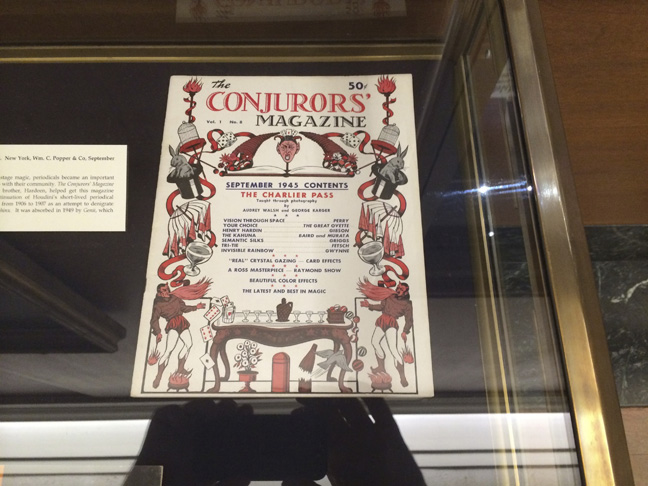 . New York, Wm. C. Popper & Co, September
stage magic, periodicals became an important
with their community. The Conjurors' Magazine
brother, Hardeen, helped get this magazine
tinuation of Houdini's short-lived periodical
from 1906 to 1907 as an attempt to denigrate
It was absorbed in 1949 by Genii, which
The 50¢
CONJURORS'
Vol. 1 No. 8 MAGAZINE
SEPTEMBER 1945 CONTENTS
THE CHARLIER PASS
Taught through photography
by
AUDREY WALSH and GEORGE KARGER
VISION THROUGH SPACE PERRY
YOUR CHOICE THE GREAT OYETTE
HENRY HARDIN GIBSON
THE KAHUNA BAIRD and MURATA
SEMANTIC SILKS GRIGGS
TRI-TIE FETSCH
INVISIBLE RAINBOW GWYNNE
"REAL" CRYSTAL GAZING — CARD EFFECTS
A ROSS MASTERPIECE — RAYMOND SHOW
BEAUTIFUL COLOR EFFECTS
THE LATEST AND BEST IN MAGIC